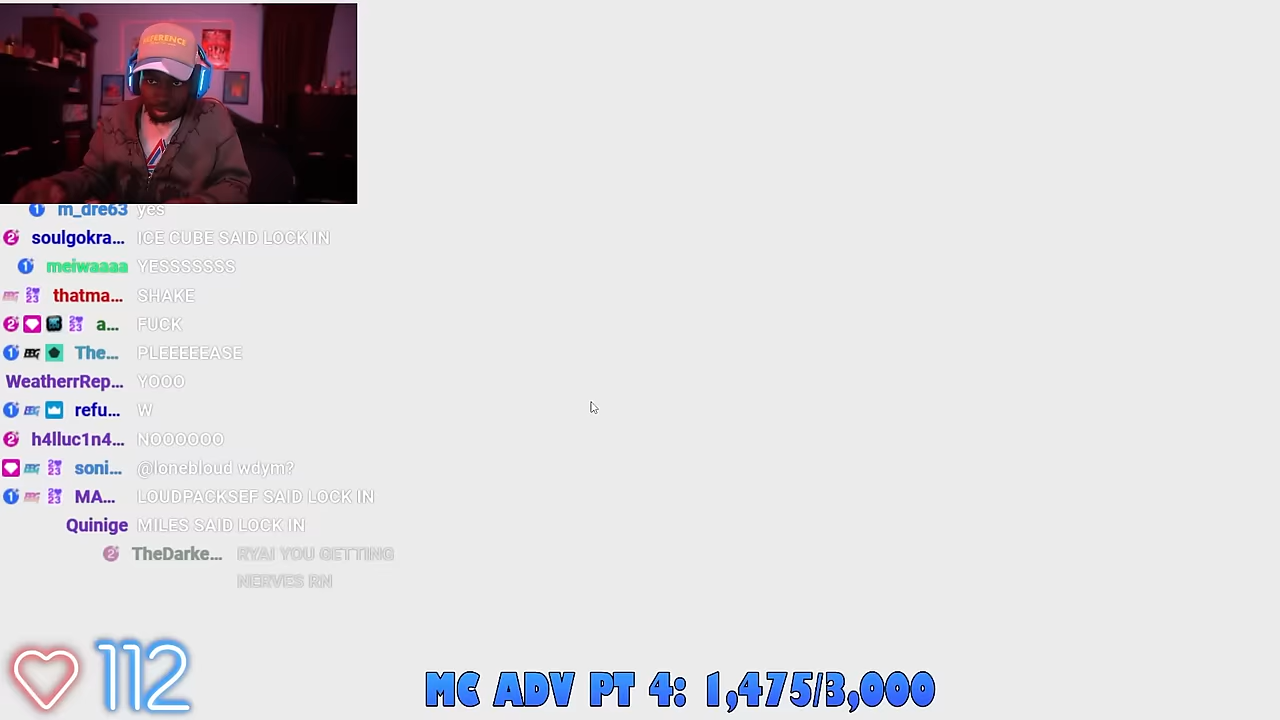 m_dre63 yes
soulgokra... ICE CUBE SAID LOCK IN
meiwaaaa YESSSSSSS
thatma... SHAKE
a... FUCK
The... PLEEEEEASE
WeatherrRep... YOOO
refu... W
h4lluc1n4... NOOOOOO
soni... @lonebloud wdym?
MA... LOUDPACKSEF SAID LOCK IN
Quinige MILES SAID LOCK IN
TheDarke... RYAI YOU GETTING
NERVES RN
112
MC ADV PT 4: 1,475/3,000